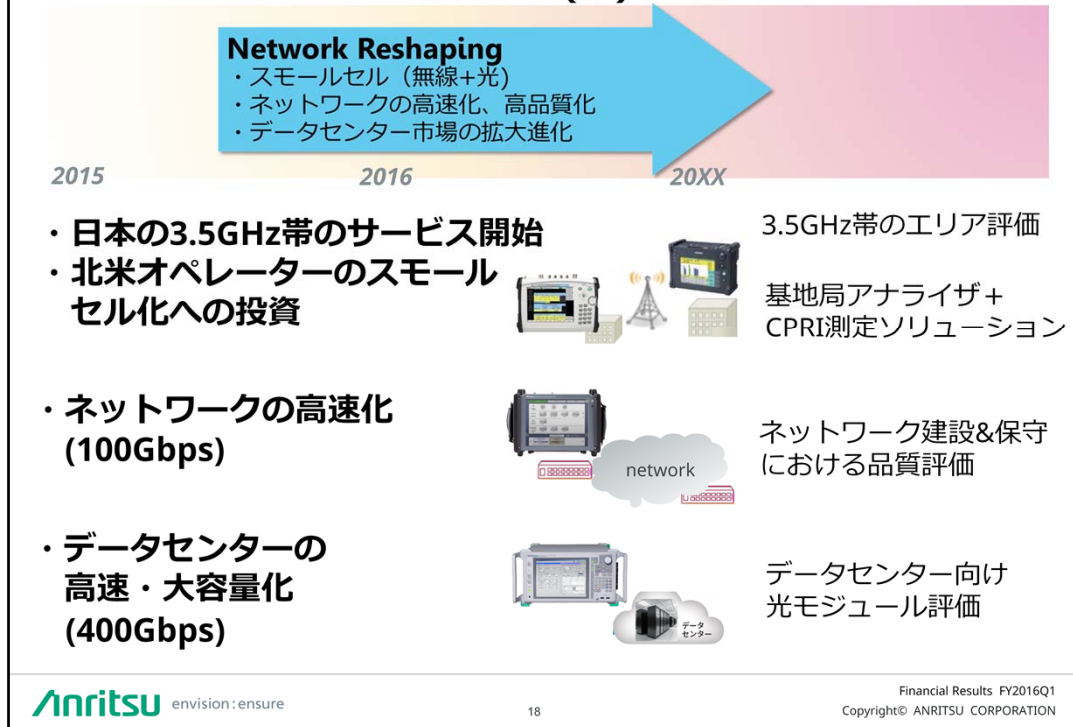 Network Reshaping
・スモールセル（無線+光)
・ネットワークの高速化、高品質化
・データセンター市場の拡大進化
2015
2016
20XX
・日本の3.5GHz帯のサービス開始
・北米オペレーターのスモール
セル化への投資
3.5GHz帯のエリア評価
基地局アナライザ＋
CPRI測定ソリューション
・ネットワークの高速化
(100Gbps)
network
ネットワーク建設&保守
における品質評価
・データセンターの
高速・大容量化
(400Gbps)
データ
センター
データセンター向け
光モジュール評価
Anritsu envision : ensure
18
Financial Results FY2016Q1
Copyright© ANRITSU CORPORATION